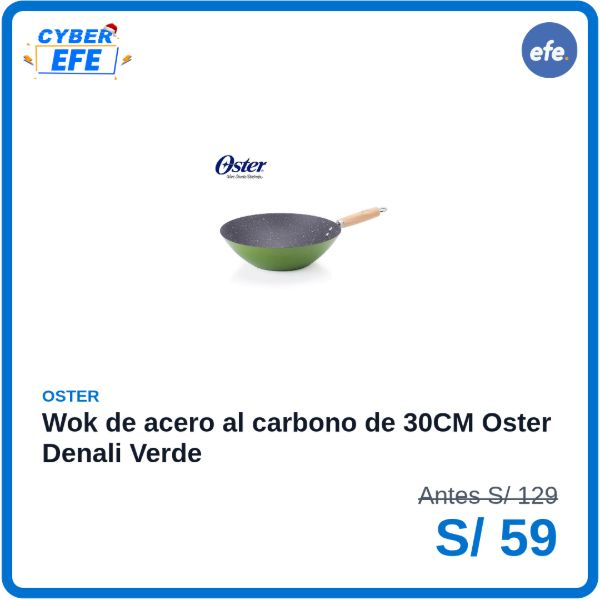 CYBER
EFE
efe.
Oster
OSTER
Wok de acero al carbono de 30CM Oster
Denali Verde
Antes S/ 129
S/ 59